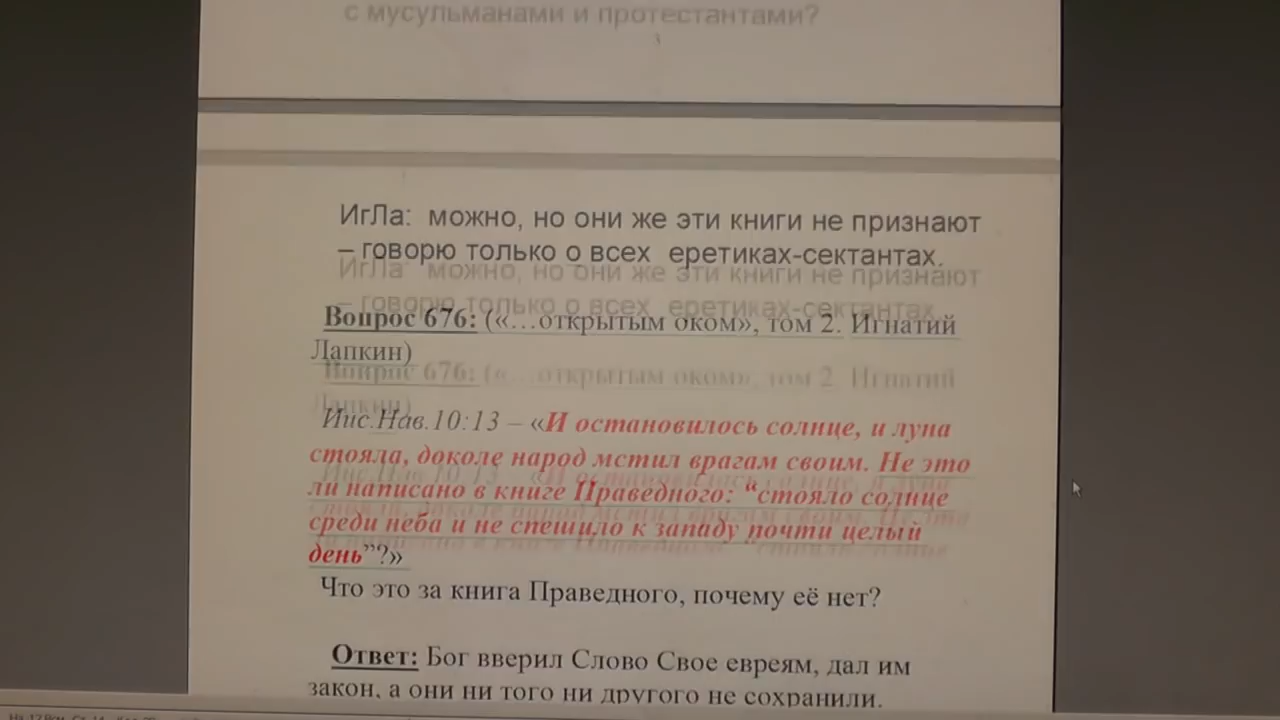 с мусульманами и протестантами?
3
ИгЛа: можно, но они же эти книги не признают
– говорю только о всех еретиках-сектантах.
Вопрос 676: («…открытым оком», том 2. Игнатий
Лапкин)
Иис.Нав.10:13 – «И остановилось солнце, и луна
стояла, доколе народ мстил врагам своим. Не это
ли написано в книге Праведного: “стояло солнце
среди неба и не спешило к западу почти целый
день”?»
Что это за книга Праведного, почему её нет?
Ответ: Бог вверил Слово Свое евреям, дал им
закон, а они ни того ни другого не сохранили.